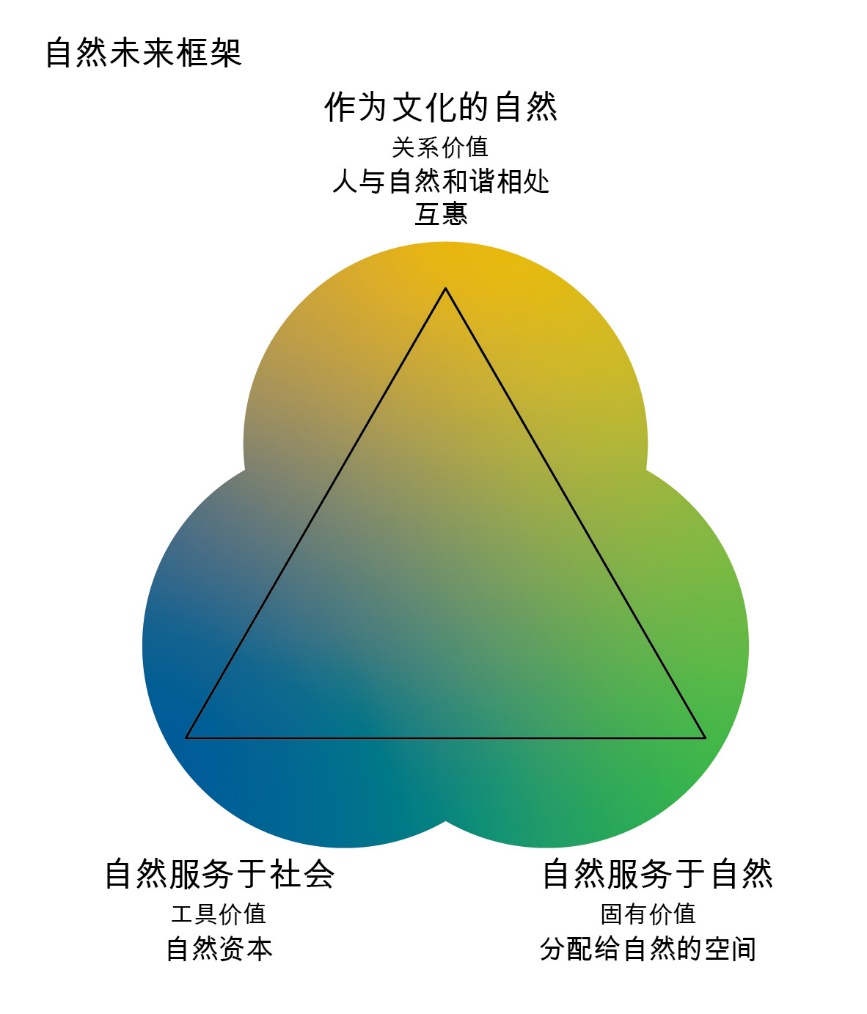 自然未来框架
作为文化的自然
关系价值
人与自然和谐相处
互惠
自然服务于社会
工具价值
自然资本
自然服务于自然
固有价值
分配给自然的空间